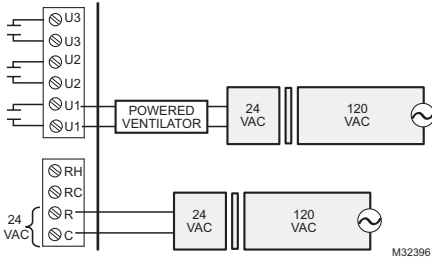 U3
U3
U2
U2
U1
U1
POWERED
VENTILATOR
24
VAC
120
VAC
RH
RC
R
C
24
VAC
24
VAC
120
VAC
M32396